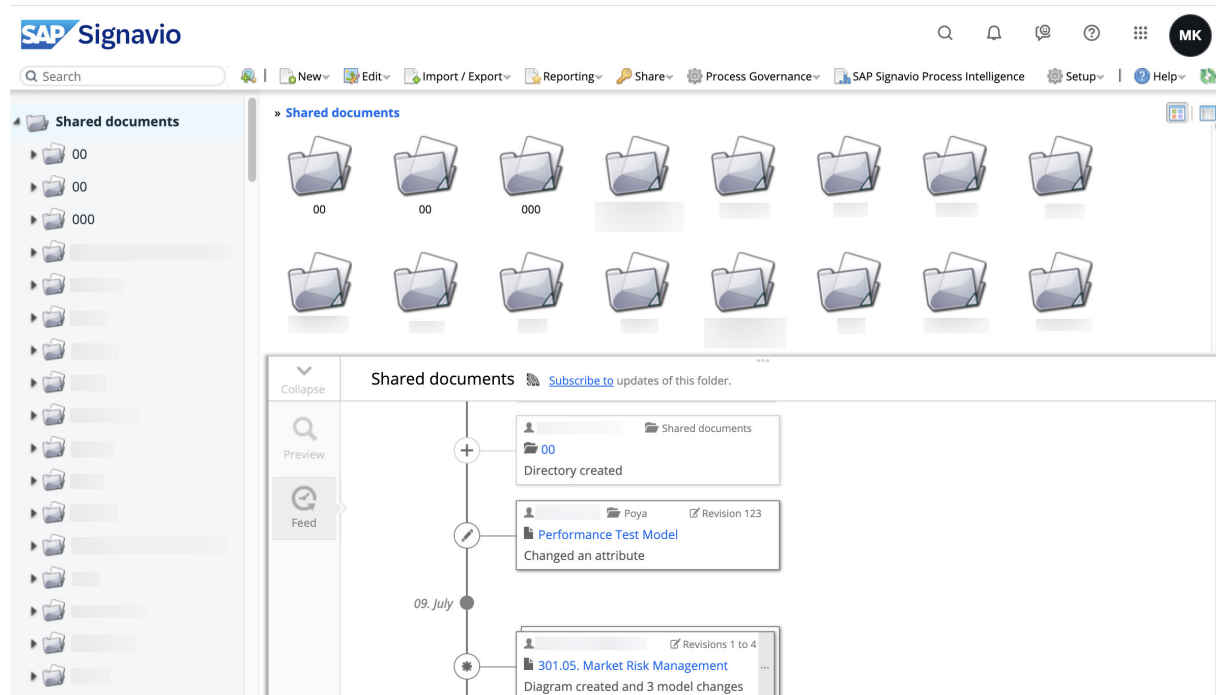 SAP Signavio
MK
Search
New Edit Import / Export Reporting Share Process Governance SAP Signavio Process Intelligence Setup Help
Shared documents
00
00
000
» Shared documents
00 00 000
Collapse
Preview
Feed
Shared documents Subscribe to updates of this folder.
Shared documents
00
Directory created
Poya Revision 123
Performance Test Model
Changed an attribute
09. July
Revisions 1 to 4
301.05. Market Risk Management
...
Diagram created and 3 model changes